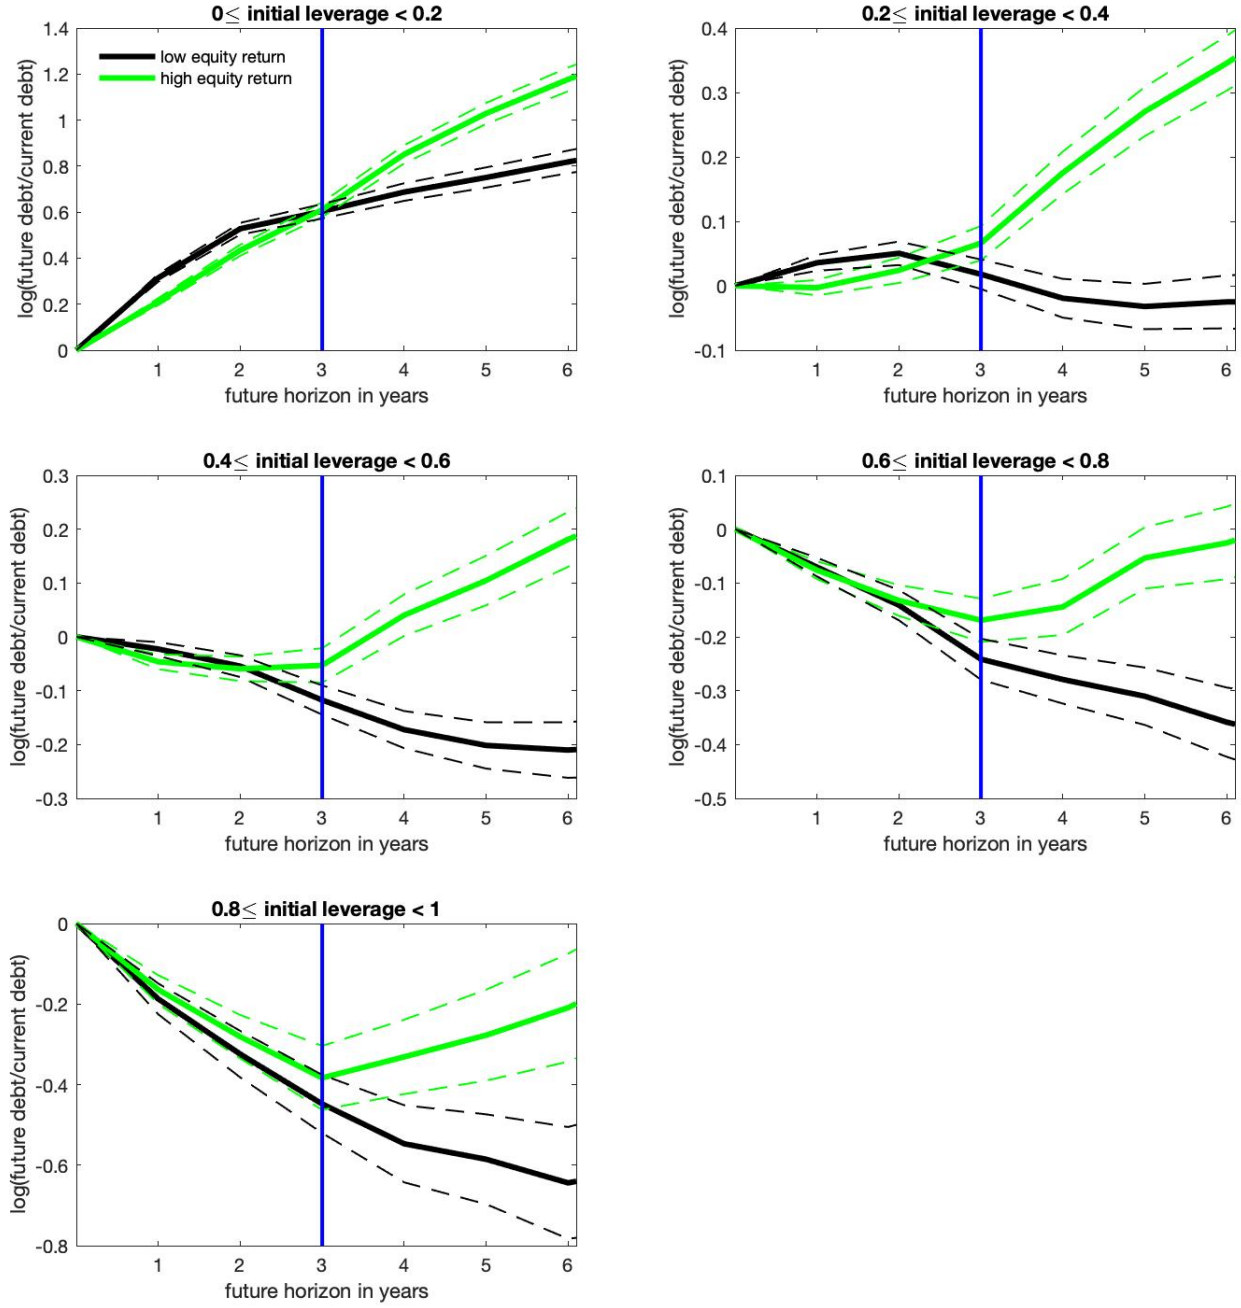 0≤ initial leverage < 0.2
1.4
1.2
1
0.8
0.6
0.4
0.2
0
log(future debt/current debt)
low equity return
high equity return
1 2 3 4 5 6
future horizon in years
0.2≤ initial leverage < 0.4
0.4
0.3
0.2
0.1
0
-0.1
log(future debt/current debt)
1 2 3 4 5 6
future horizon in years
0.4≤ initial leverage < 0.6
0.3
0.2
0.1
0
-0.1
-0.2
-0.3
log(future debt/current debt)
1 2 3 4 5 6
future horizon in years
0.6≤ initial leverage < 0.8
0.1
0
-0.1
-0.2
-0.3
-0.4
-0.5
log(future debt/current debt)
1 2 3 4 5 6
future horizon in years
0.8≤ initial leverage < 1
0
-0.2
-0.4
-0.6
-0.8
log(future debt/current debt)
1 2 3 4 5 6
future horizon in years